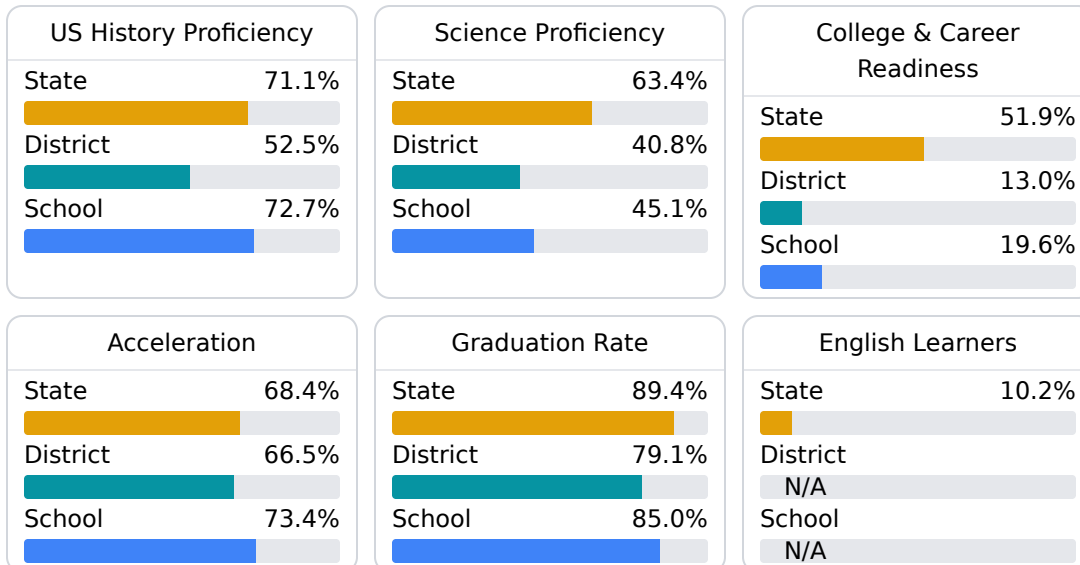 US History Proficiency
State 71.1%
District 52.5%
School 72.7%
Science Proficiency
State 63.4%
District 40.8%
School 45.1%
College & Career
Readiness
State 51.9%
District 13.0%
School 19.6%
Acceleration
State 68.4%
District 66.5%
School 73.4%
Graduation Rate
State 89.4%
District 79.1%
School 85.0%
English Learners
State 10.2%
District
N/A
School
N/A